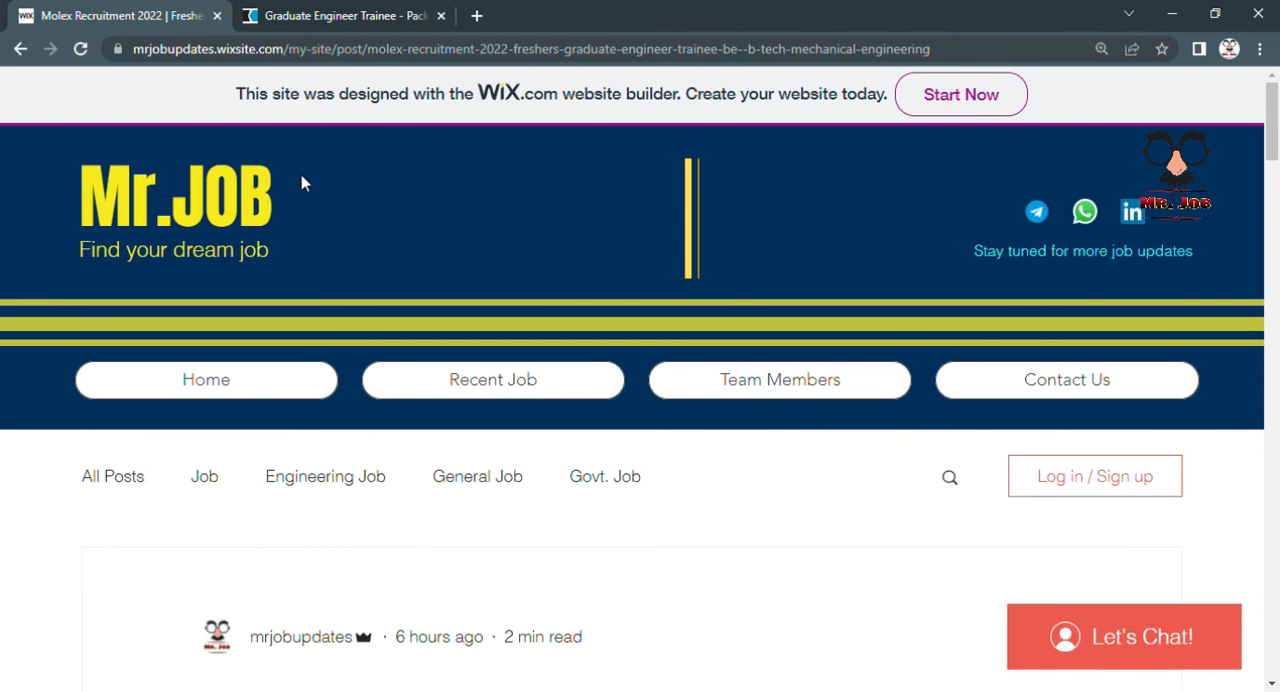 WiX Molex Recruitment 2022 | Freshe
Graduate Engineer Trainee - Pack
mrjobupdates.wixsite.com/my-site/post/molex-recruitment-2022-freshers-graduate-engineer-trainee-be--b-tech-mechanical-engineering
This site was designed with the WiX.com website builder. Create your website today.
Start Now
Mr.JOB
Find your dream job
in
Mr. Job
Stay tuned for more job updates
Home
Recent Job
Team Members
Contact Us
All Posts
Job
Engineering Job
General Job
Govt. Job
Log in / Sign up
Mr. Job
mrjobupdates · 6 hours ago · 2 min read
Let's Chat!